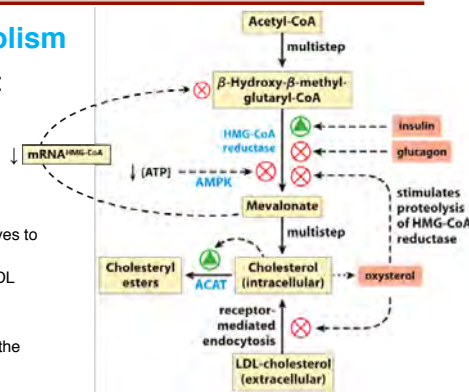 olism
:
Acetyl-CoA
multistep
β-Hydroxy-β-methyl-
glutaryl-CoA
HMG-CoA
reductase
insulin
glucagon
↓ mRNA^HMG-CoA
↓ [ATP]
AMPK
stimulates
proteolysis
of HMG-CoA
reductase
Mevalonate
multistep
ves to
DL
the
Cholesteryl
esters
ACAT
Cholesterol
(intracellular)
oxysterol
receptor-
mediated
endocytosis
LDL-cholesterol
(extracellular)